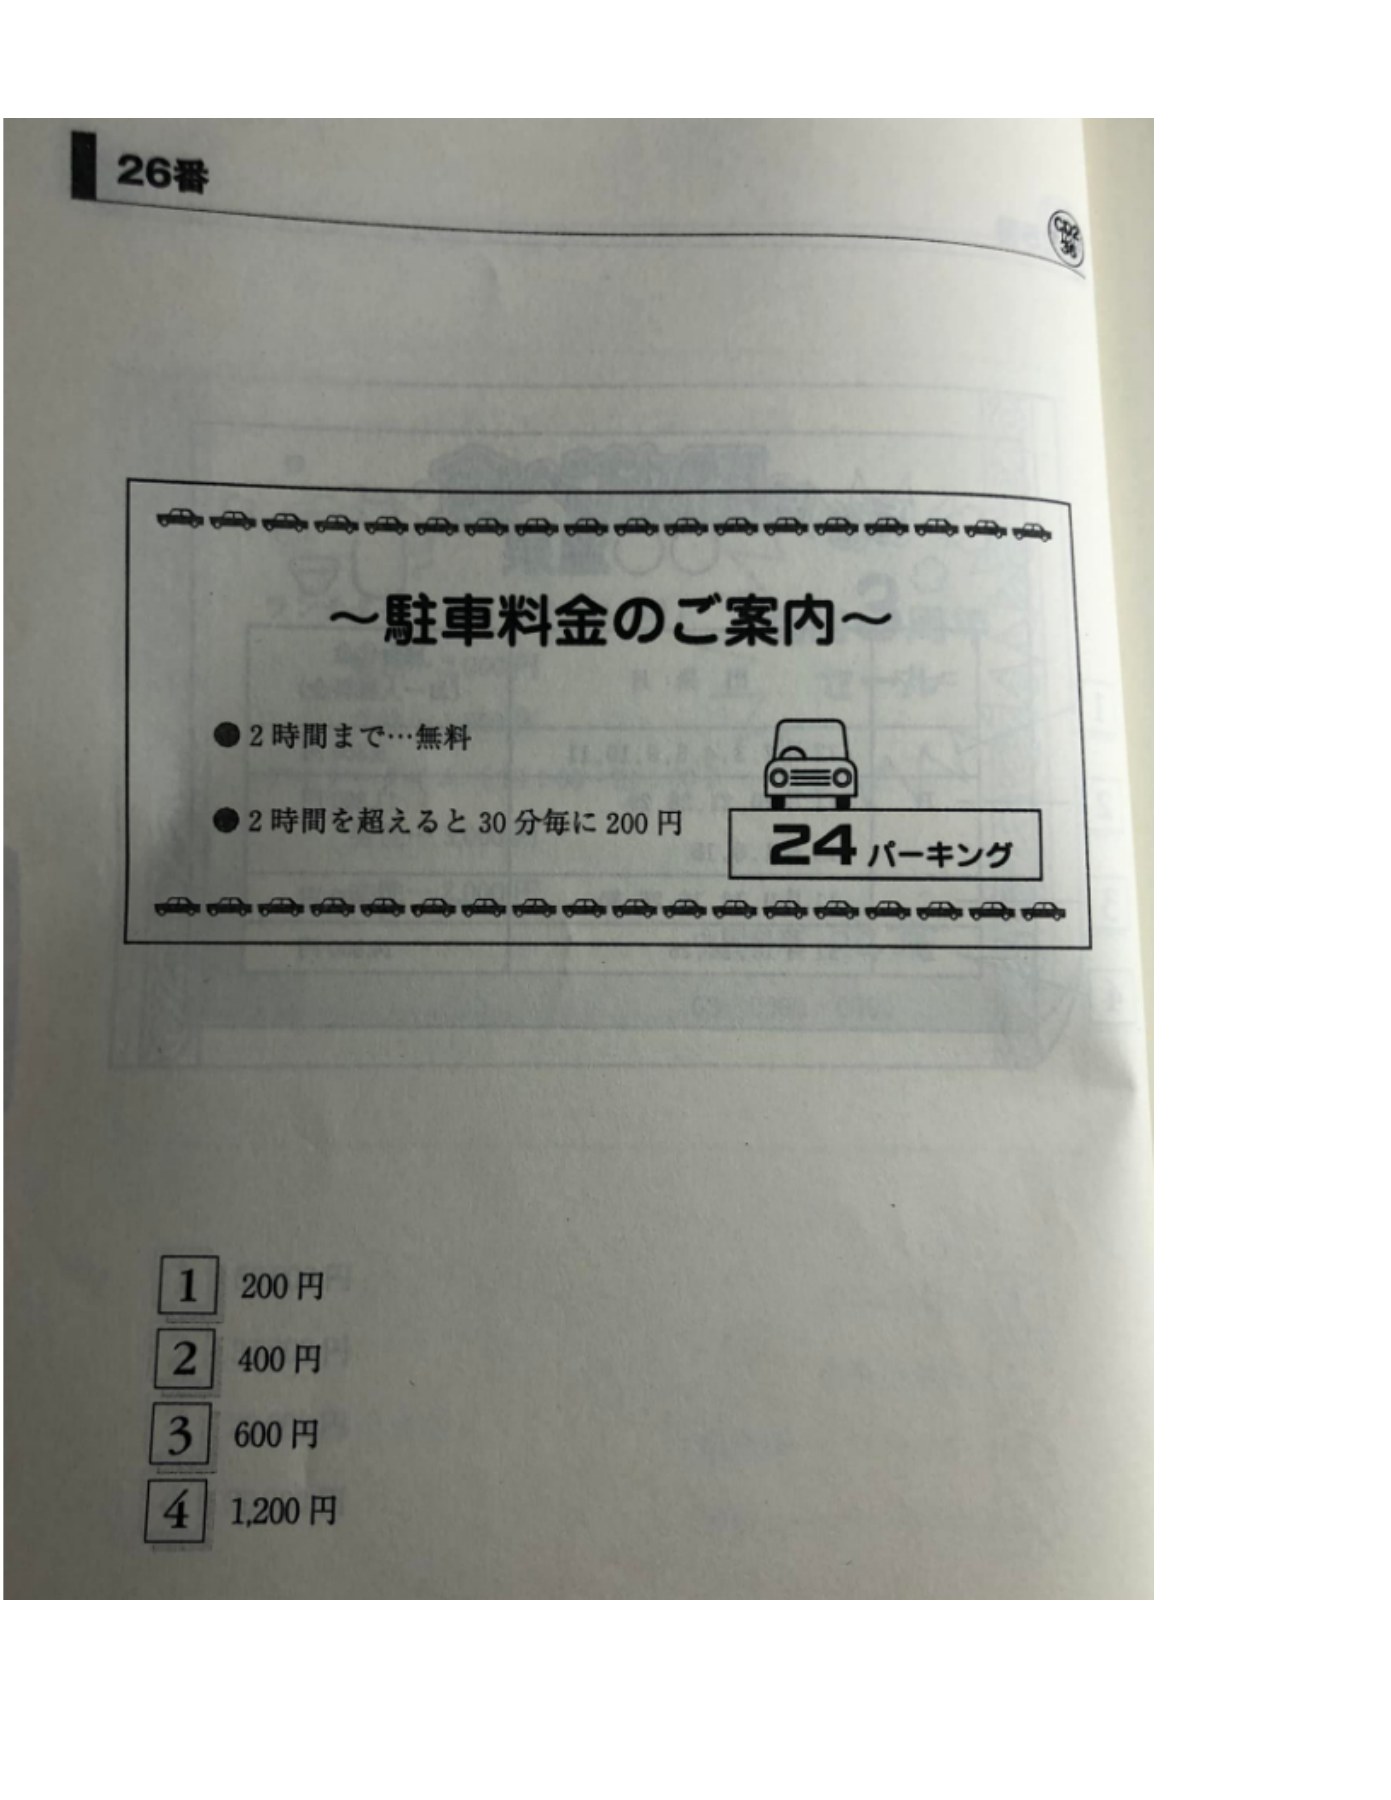 26番
CD2
36
～駐車料金のご案内～
●2時間まで…無料
●2時間を超えると30分毎に200円
24 パーキング
1 200円
2 400円
3 600円
4 1,200円